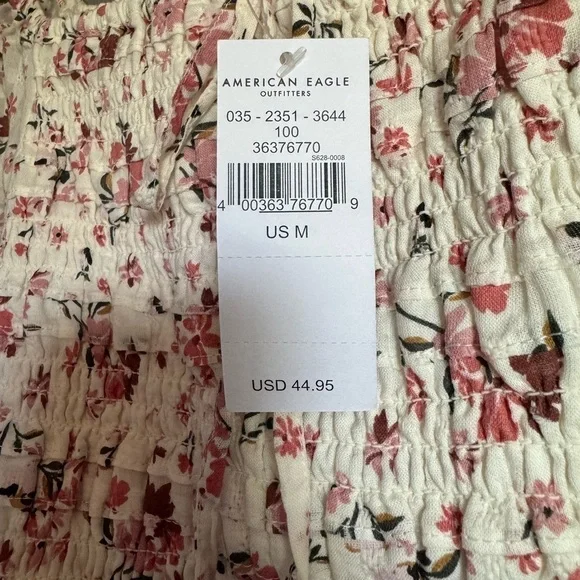 AMERICAN EAGLE
OUTFITTERS
035 - 2351 - 3644
100
36376770
S628-0008
4 00363 76770 9
US M
USD 44.95